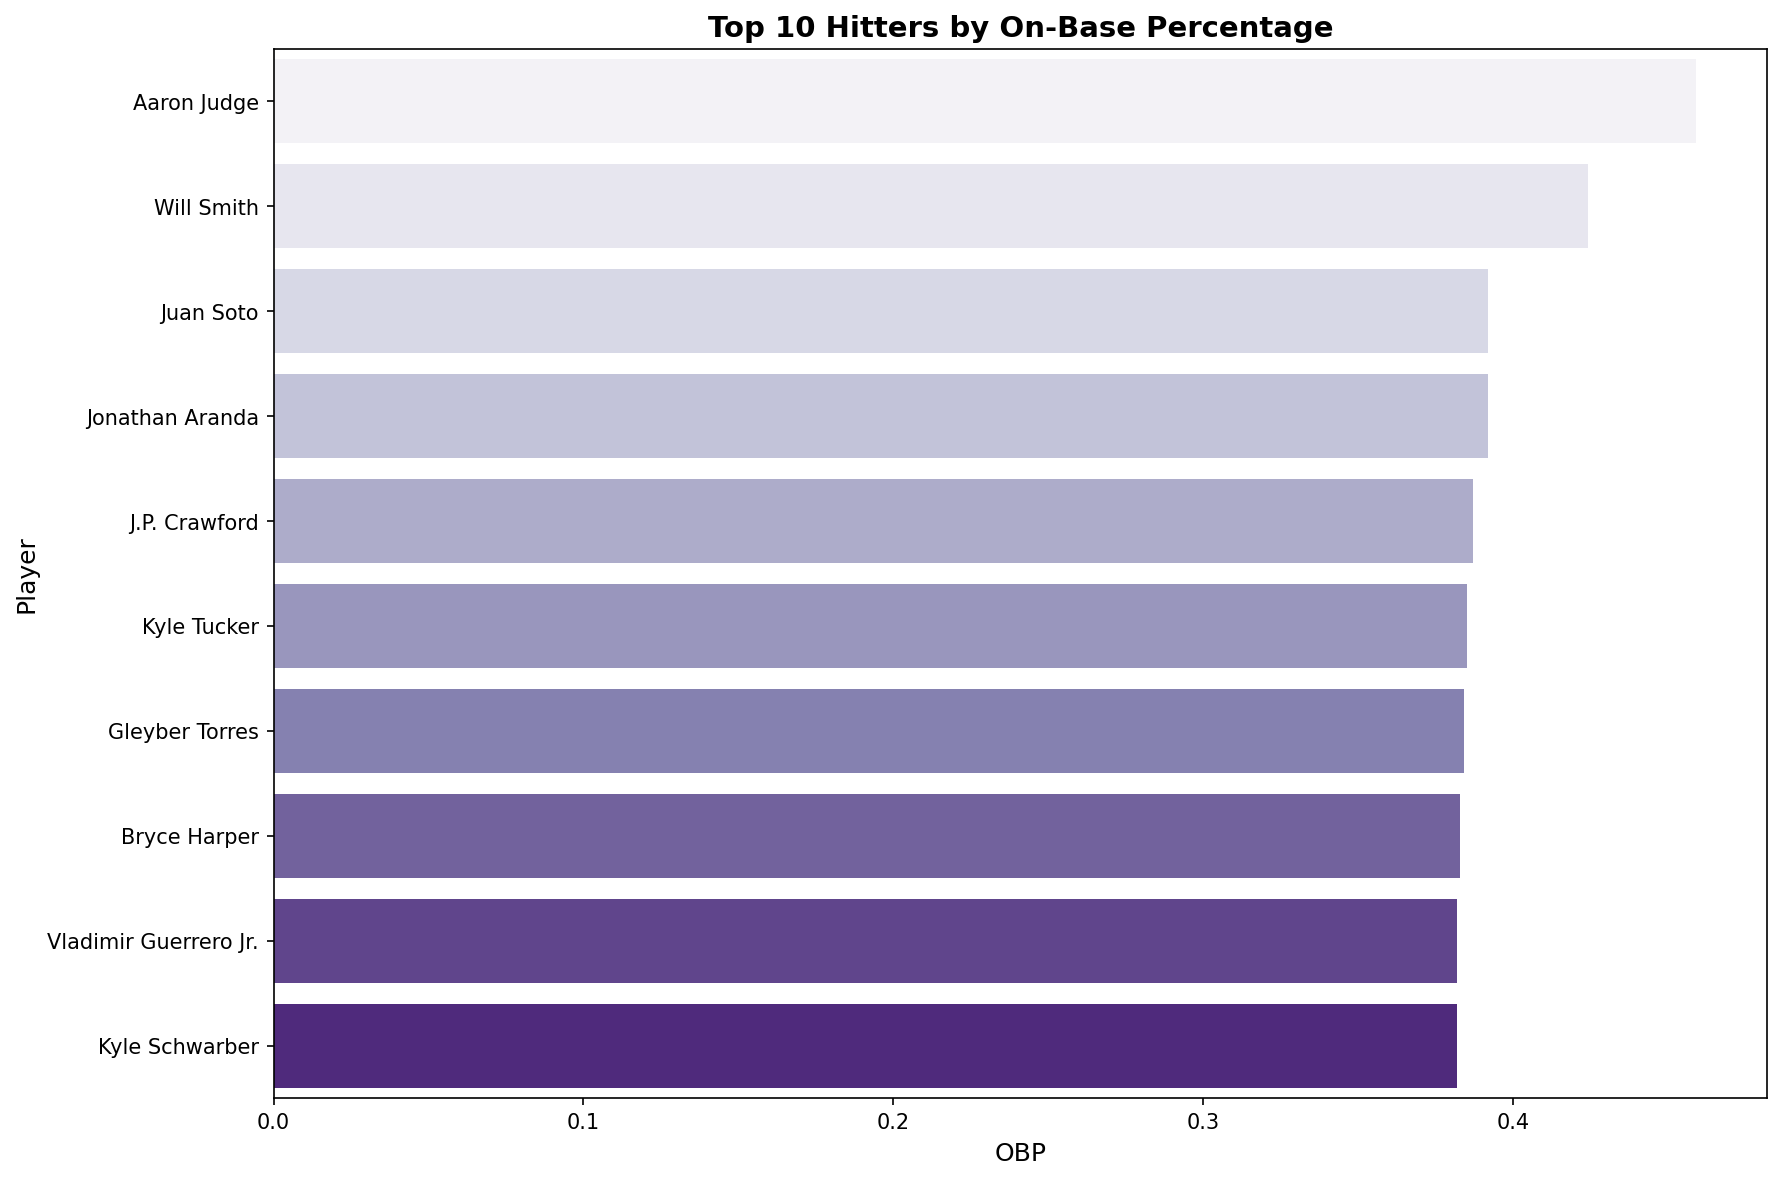 Top 10 Hitters by On-Base Percentage
Aaron Judge
Will Smith
Juan Soto
Jonathan Aranda
J.P. Crawford
Kyle Tucker
Gleyber Torres
Bryce Harper
Vladimir Guerrero Jr.
Kyle Schwarber
Player
0.0 0.1 0.2 0.3 0.4
OBP